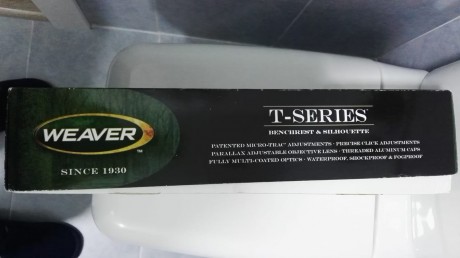 WEAVER
SINCE 1930
T-SERIES
BENCHREST & SILHOUETTE
PATENTED MICRO-TRAC ADJUSTMENTS · PRECISE CLICK ADJUSTMENTS
PARALLAX ADJUSTABLE OBJECTIVE LENS · THREADED ALUMINUM CAPS
FULLY MULTI-COATED OPTICS · WATERPROOF, SHOCKPROOF & FOGPROOF